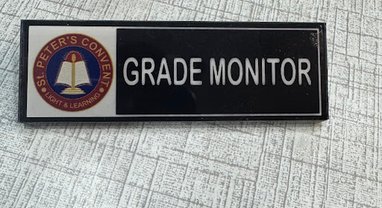 ST. PETER'S CONVENT
LIGHT & LEARNING
GRADE MONITOR